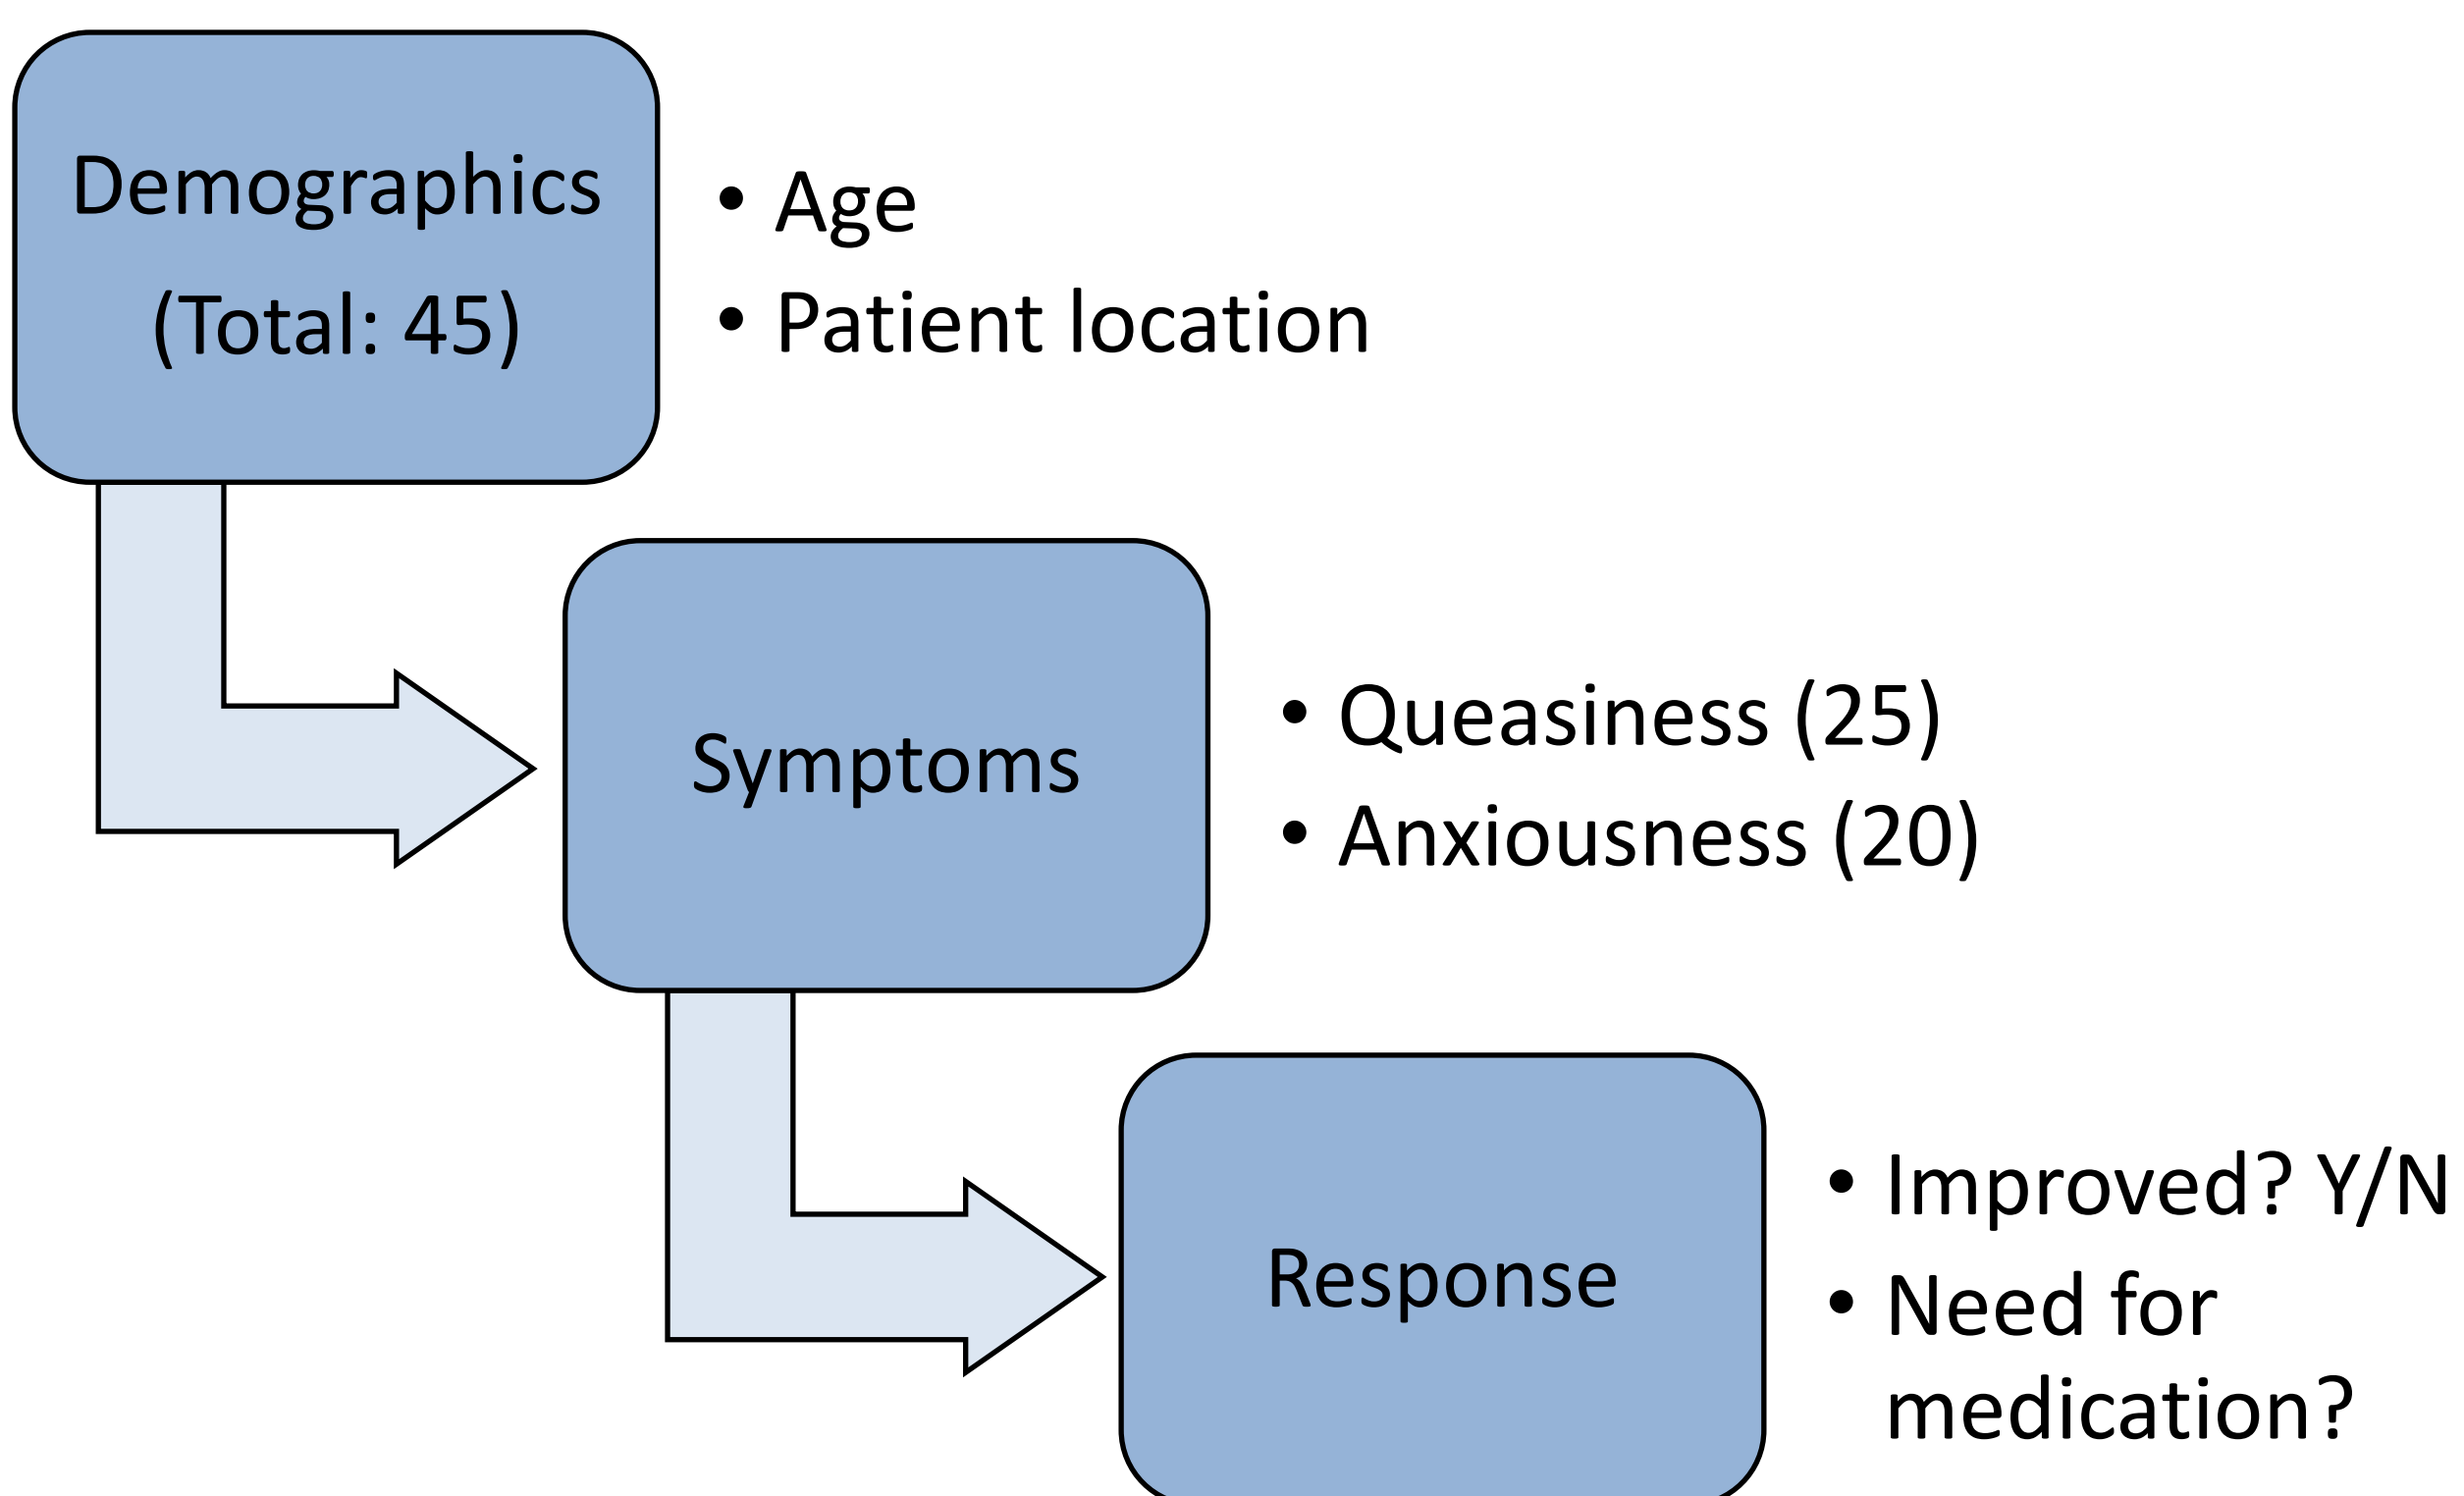 Demographics
(Total: 45)
• Age
• Patient location
Symptoms
• Queasiness (25)
• Anxiousness (20)
Response
• Improved? Y/N
• Need for
medication?